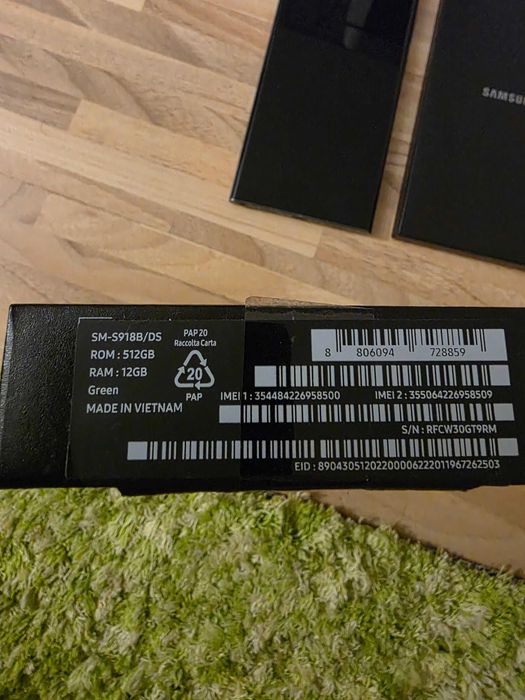 SAMSU
SM-S918B/DS
ROM : 512GB
RAM : 12GB
Green
MADE IN VIETNAM
PAP 20
Raccolta Carta
20
PAP
8 806094 728859
IMEI 1 : 354484226958500
IMEI 2 : 355064226958509
S/N : RFCW30GT9RM
EID : 89043051202200006222011967262503